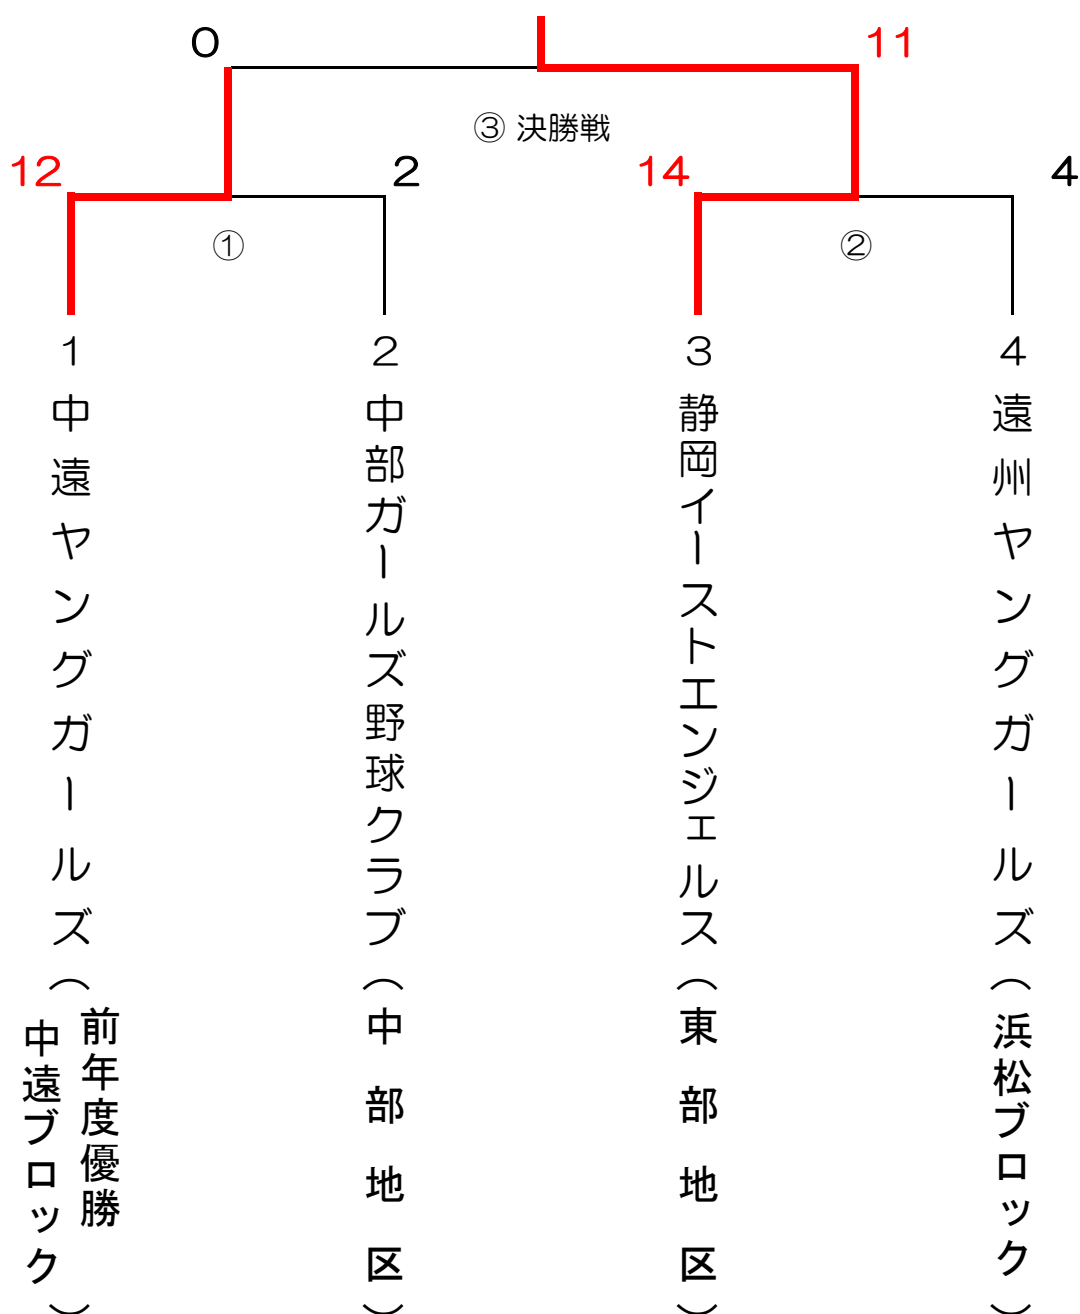 0
11
③ 決勝戦
12
2
14
4
①
②
1
2
3
4
中遠ヤングガールズ（前年度優勝
中遠ブロック）
中部ガールズ野球クラブ（中部地区）
静岡イーストエンジェルス（東部地区）
遠州ヤングガールズ（浜松ブロック）